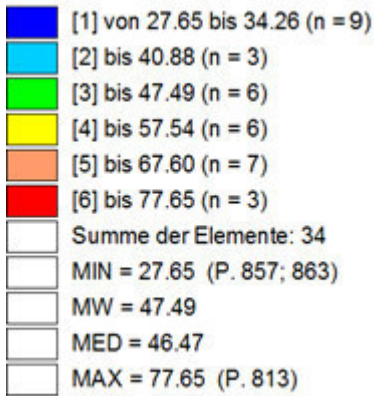 [1] von 27.65 bis 34.26 (n = 9)
[2] bis 40.88 (n = 3)
[3] bis 47.49 (n = 6)
[4] bis 57.54 (n = 6)
[5] bis 67.60 (n = 7)
[6] bis 77.65 (n = 3)
Summe der Elemente: 34
MIN = 27.65 (P. 857; 863)
MW = 47.49
MED = 46.47
MAX = 77.65 (P. 813)